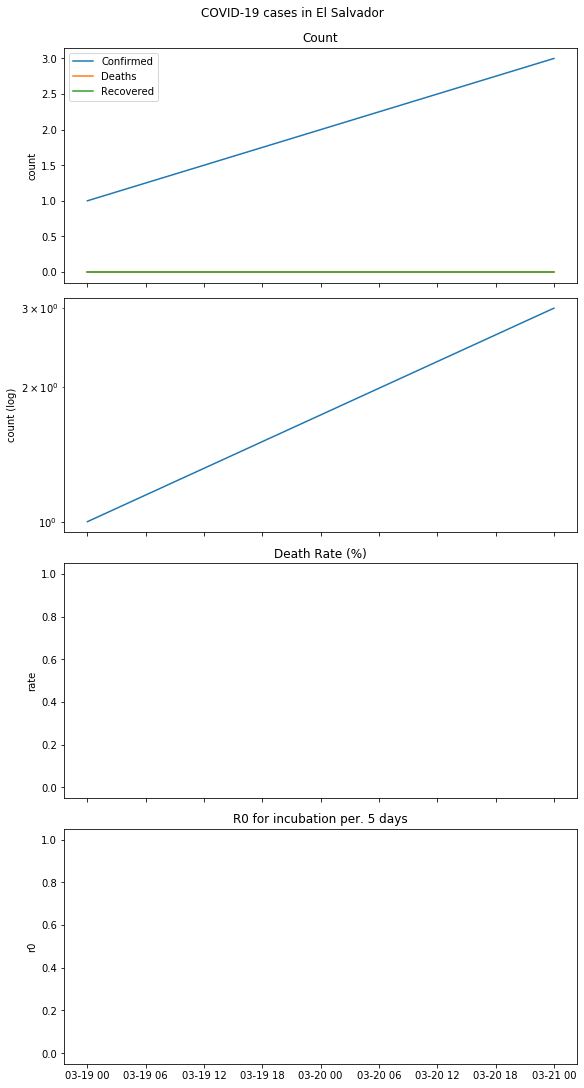 COVID-19 cases in El Salvador
Count
Confirmed
Deaths
Recovered
3.0
2.5
2.0
1.5
1.0
0.5
0.0
count
3 × 10⁰
2 × 10⁰
10⁰
count (log)
Death Rate (%)
1.0
0.8
0.6
0.4
0.2
0.0
rate
R0 for incubation per. 5 days
1.0
0.8
0.6
0.4
0.2
0.0
r0
03-19 00 03-19 06 03-19 12 03-19 18 03-20 00 03-20 06 03-20 12 03-20 18 03-21 00